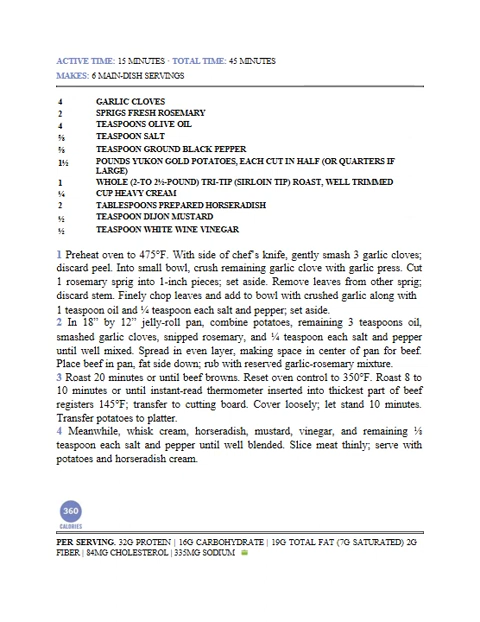 ACTIVE TIME: 15 MINUTES · TOTAL TIME: 45 MINUTES
MAKES: 6 MAIN-DISH SERVINGS
4 GARLIC CLOVES
2 SPRIGS FRESH ROSEMARY
4 TEASPOONS OLIVE OIL
⅝ TEASPOON SALT
⅝ TEASPOON GROUND BLACK PEPPER
1½ POUNDS YUKON GOLD POTATOES, EACH CUT IN HALF (OR QUARTERS IF
LARGE)
1 WHOLE (2-TO 2½-POUND) TRI-TIP (SIRLOIN TIP) ROAST, WELL TRIMMED
¼ CUP HEAVY CREAM
2 TABLESPOONS PREPARED HORSERADISH
½ TEASPOON DIJON MUSTARD
½ TEASPOON WHITE WINE VINEGAR
1 Preheat oven to 475°F. With side of chef's knife, gently smash 3 garlic cloves;
discard peel. Into small bowl, crush remaining garlic clove with garlic press. Cut
1 rosemary sprig into 1-inch pieces; set aside. Remove leaves from other sprig;
discard stem. Finely chop leaves and add to bowl with crushed garlic along with
1 teaspoon oil and ¼ teaspoon each salt and pepper; set aside.
2 In 18" by 12" jelly-roll pan, combine potatoes, remaining 3 teaspoons oil,
smashed garlic cloves, snipped rosemary, and ¼ teaspoon each salt and pepper
until well mixed. Spread in even layer, making space in center of pan for beef.
Place beef in pan, fat side down; rub with reserved garlic-rosemary mixture.
3 Roast 20 minutes or until beef browns. Reset oven control to 350°F. Roast 8 to
10 minutes or until instant-read thermometer inserted into thickest part of beef
registers 145°F; transfer to cutting board. Cover loosely; let stand 10 minutes.
Transfer potatoes to platter.
4 Meanwhile, whisk cream, horseradish, mustard, vinegar, and remaining ⅛
teaspoon each salt and pepper until well blended. Slice meat thinly; serve with
potatoes and horseradish cream.
360
CALORIES
PER SERVING. 32G PROTEIN | 16G CARBOHYDRATE | 19G TOTAL FAT (7G SATURATED) 2G
FIBER | 84MG CHOLESTEROL | 335MG SODIUM